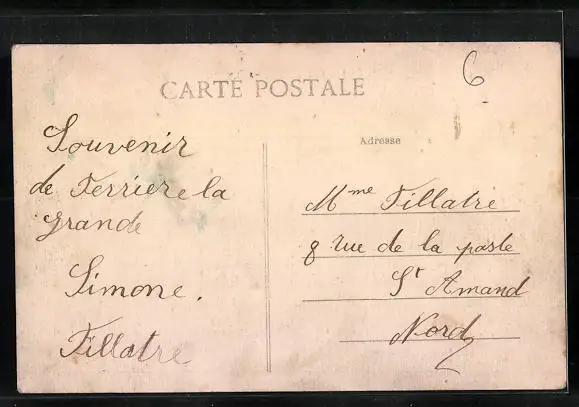 6
CARTE POSTALE
Souvenir
de Ferriere la
grande
Simone.
Fillatre
Adresse
Mme Fillatre
8 rue de la poste
St Amand
Nord